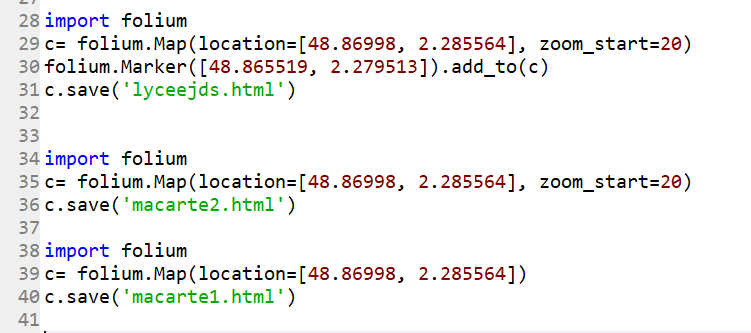 28 import folium
29 c= folium.Map(location=[48.86998, 2.285564], zoom_start=20)
30 folium.Marker([48.865519, 2.279513]).add_to(c)
31 c.save('lyceejds.html')
32
33
34 import folium
35 c= folium.Map(location=[48.86998, 2.285564], zoom_start=20)
36 c.save('macarte2.html')
37
38 import folium
39 c= folium.Map(location=[48.86998, 2.285564])
40 c.save('macarte1.html')
41